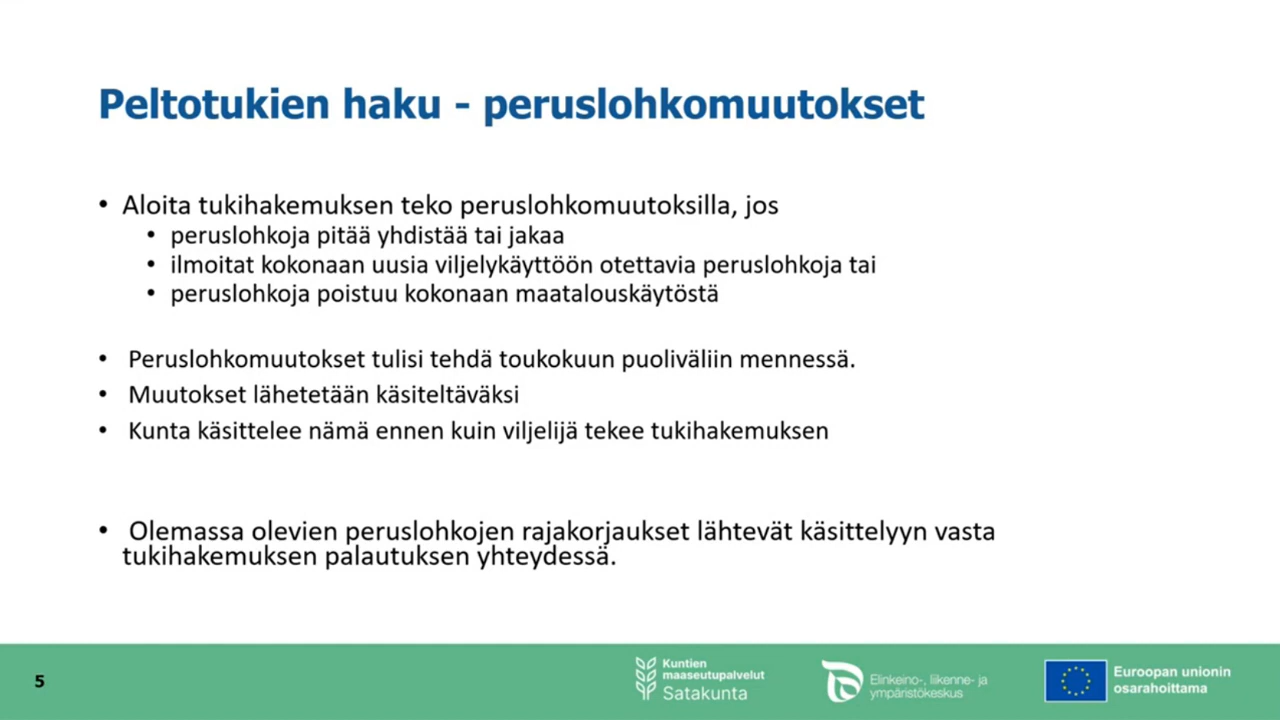 Peltotukien haku - peruslohkomuutokset
• Aloita tukihakemuksen teko peruslohkomuutoksilla, jos
• peruslohkoja pitää yhdistää tai jakaa
• ilmoitat kokonaan uusia viljelykäyttöön otettavia peruslohkoja tai
• peruslohkoja poistuu kokonaan maatalouskäytöstä
• Peruslohkomuutokset tulisi tehdä toukokuun puoliväliin mennessä.
• Muutokset lähetetään käsiteltäväksi
• Kunta käsittelee nämä ennen kuin viljelijä tekee tukihakemuksen
• Olemassa olevien peruslohkojen rajakorjaukset lähtevät käsittelyyn vasta
tukihakemuksen palautuksen yhteydessä.
5
Kuntien
maaseutupalvelut
Satakunta
Elinkeino-, liikenne- ja
ympäristökeskus
Euroopan unionin
osarahoittama